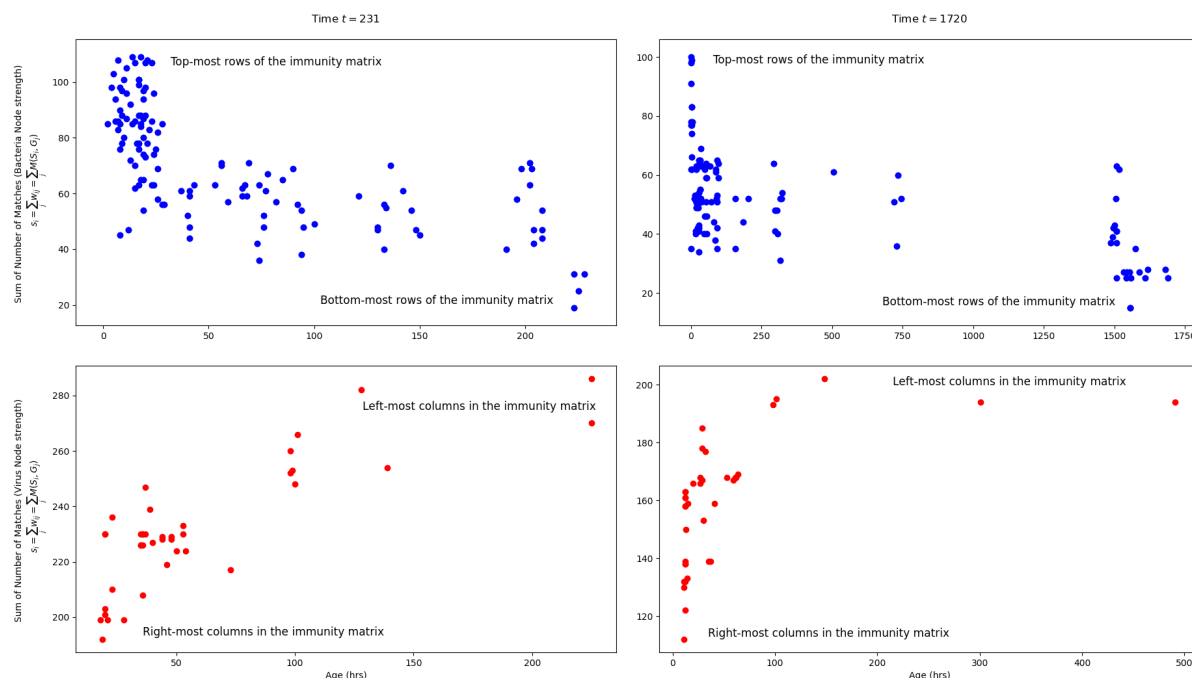 Time t = 231
Time t = 1720
Sum of Number of Matches (Bacteria Node strength)
s_i = ∑_j w_ij = ∑_j M(S_i, G_j)
100
80
60
40
20
Top-most rows of the immunity matrix
Bottom-most rows of the immunity matrix
0 50 100 150 200
100
80
60
40
20
Top-most rows of the immunity matrix
Bottom-most rows of the immunity matrix
0 250 500 750 1000 1250 1500 1750
Sum of Number of Matches (Virus Node strength)
s_i = ∑_j w_ij = ∑_j M(S_i, G_j)
280
260
240
220
200
Left-most columns in the immunity matrix
Right-most columns in the immunity matrix
50 100 150 200
Age (hrs)
200
180
160
140
120
Left-most columns in the immunity matrix
Right-most columns in the immunity matrix
0 100 200 300 400 500
Age (hrs)